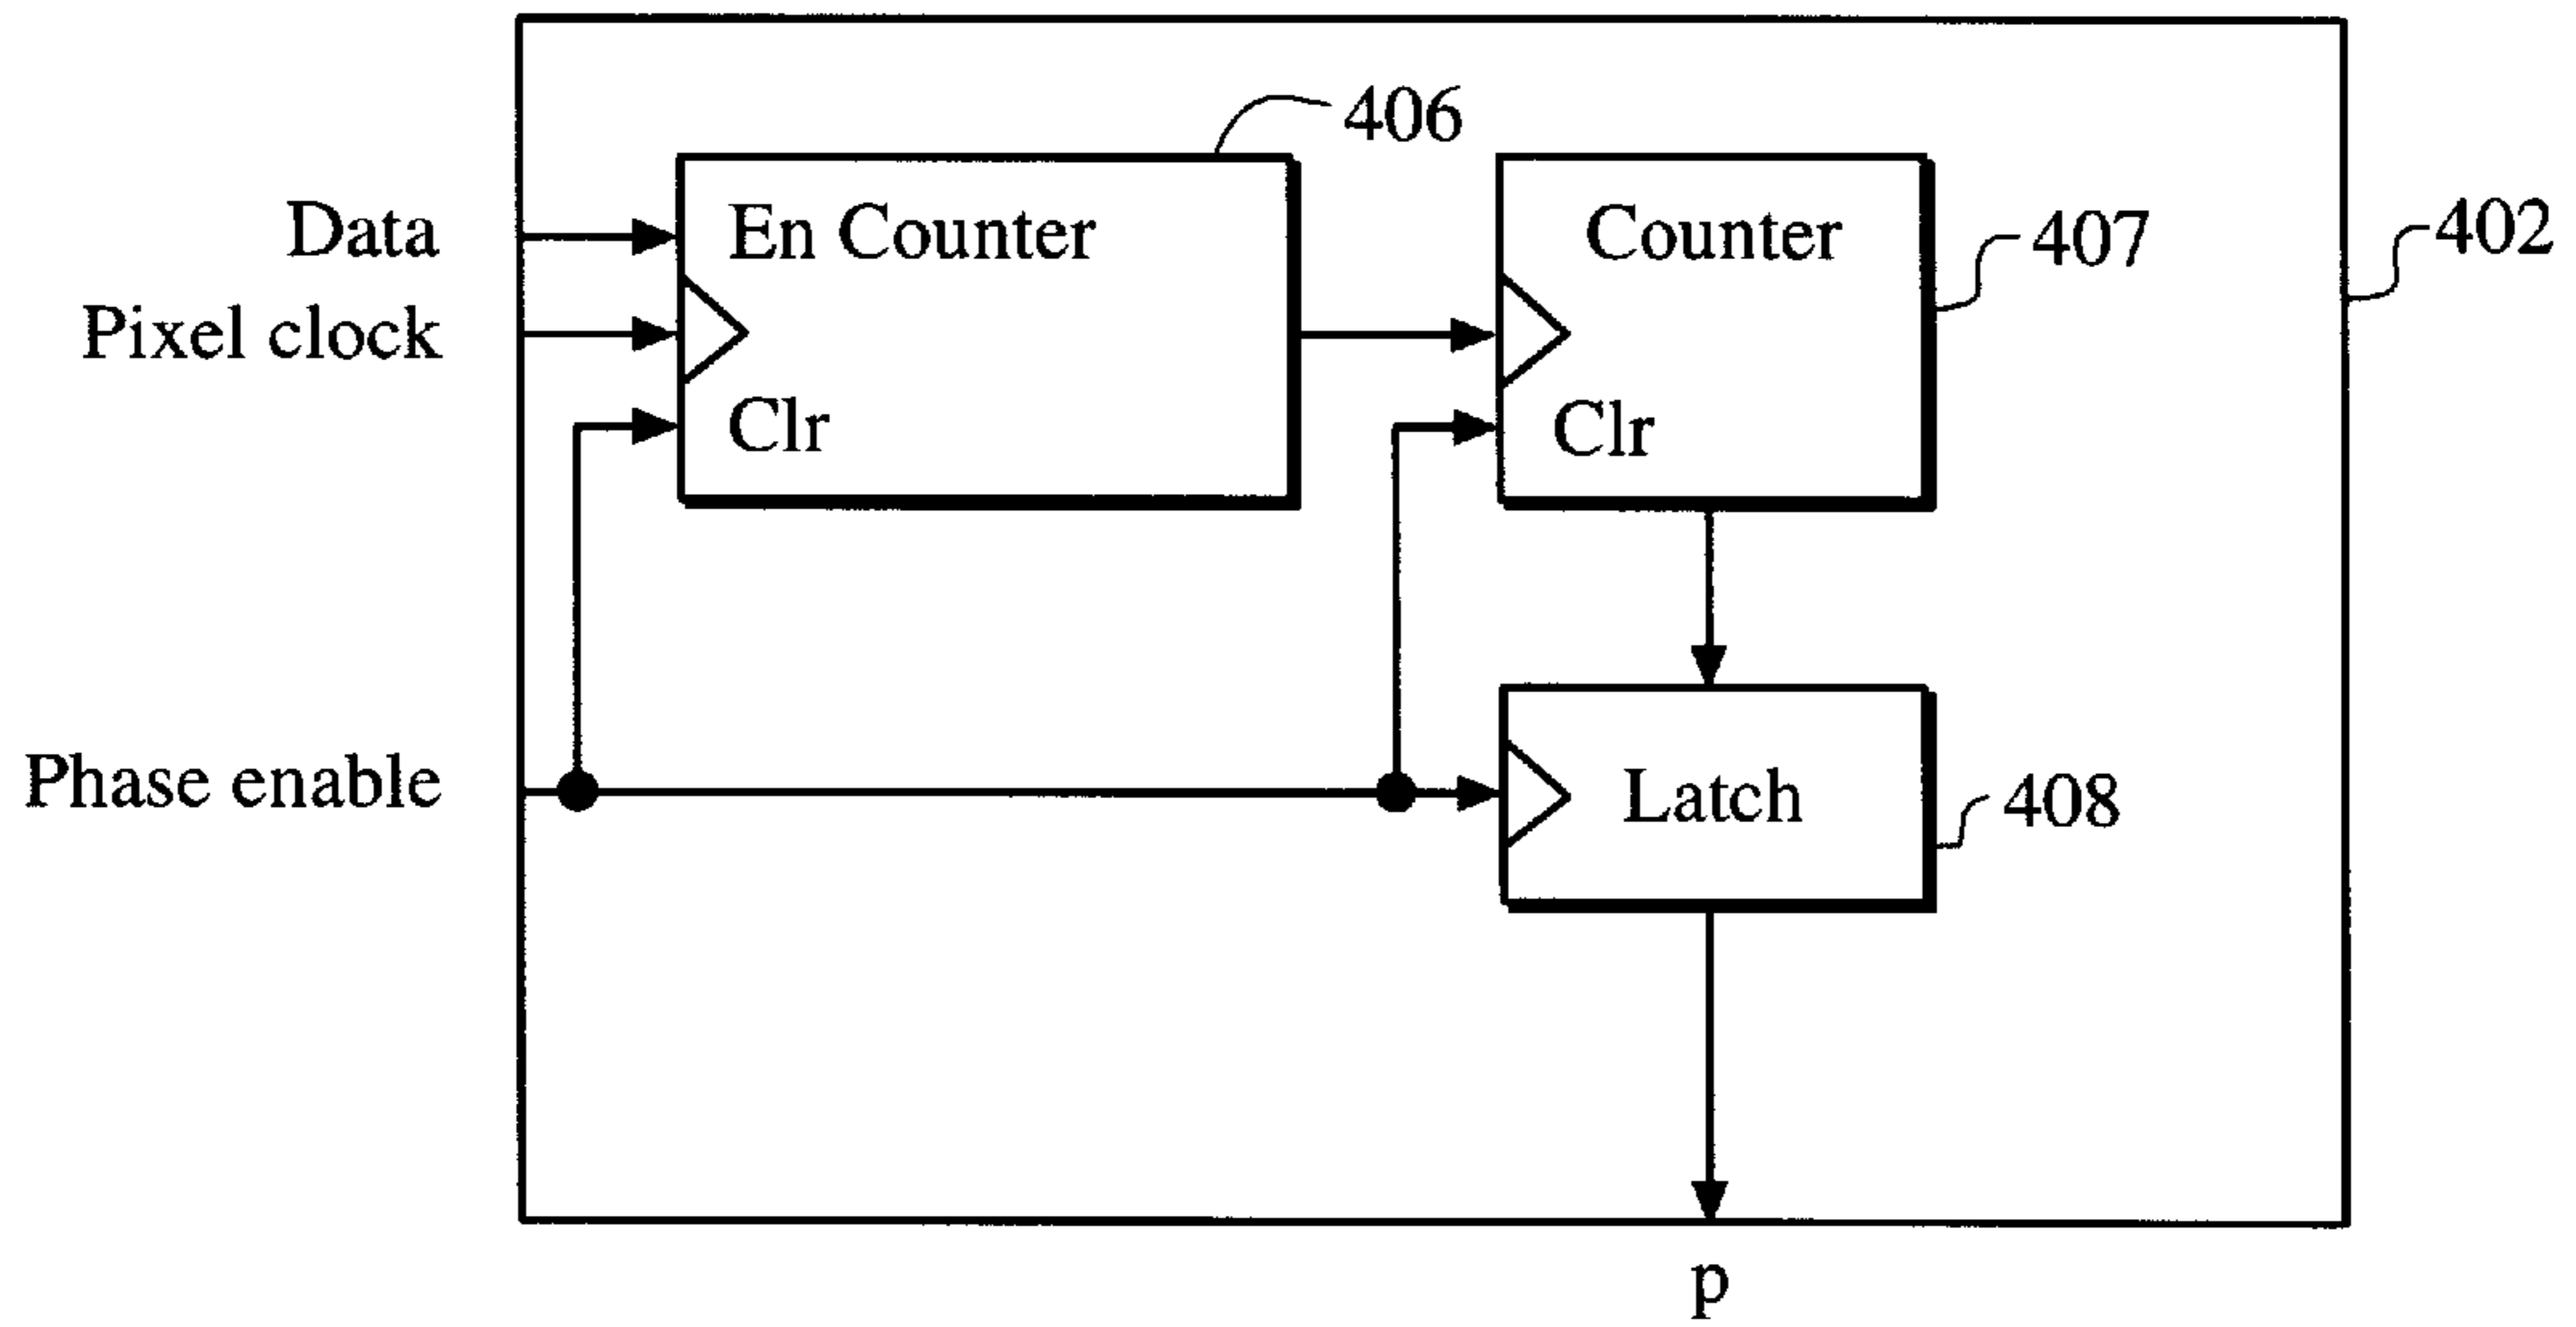 406
Data
En Counter
Counter
407
402
Pixel clock
Clr
Clr
Phase enable
Latch
408
p